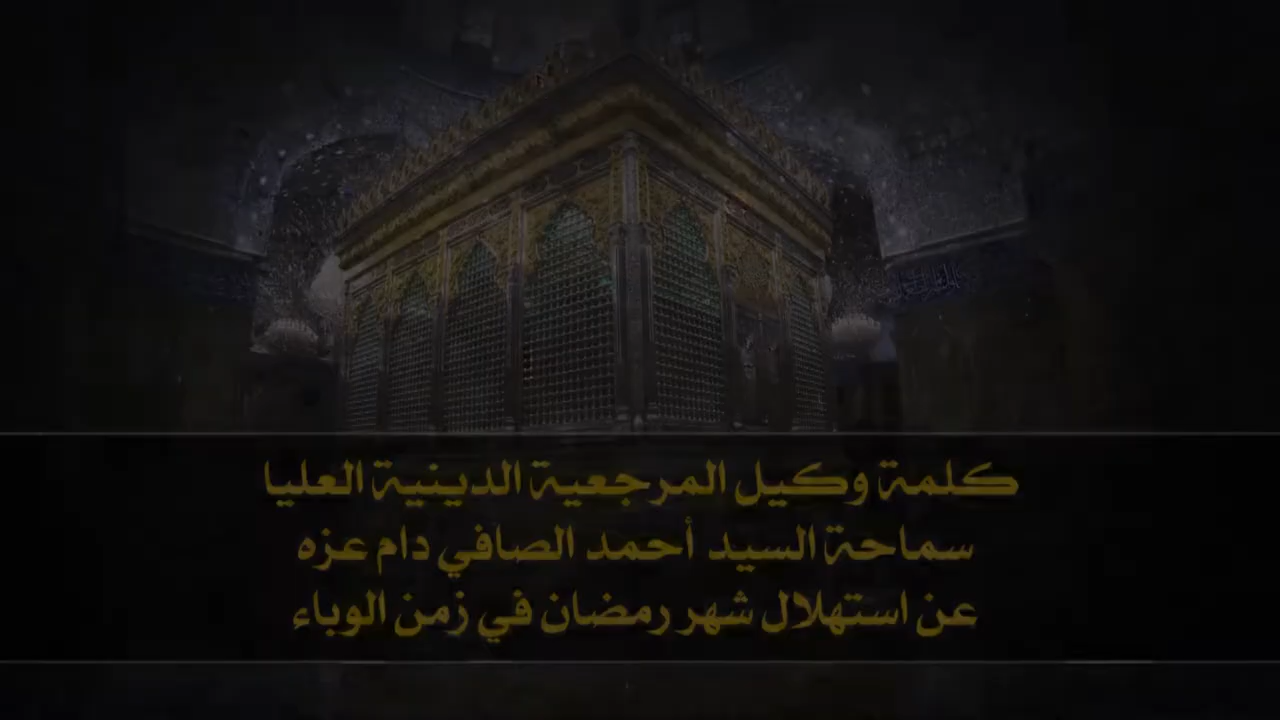 كلمة وكيل المرجعية الدينية العليا
سماحة السيد أحمد الصافي دام عزه
عن استهلال شهر رمضان في زمن الوباء